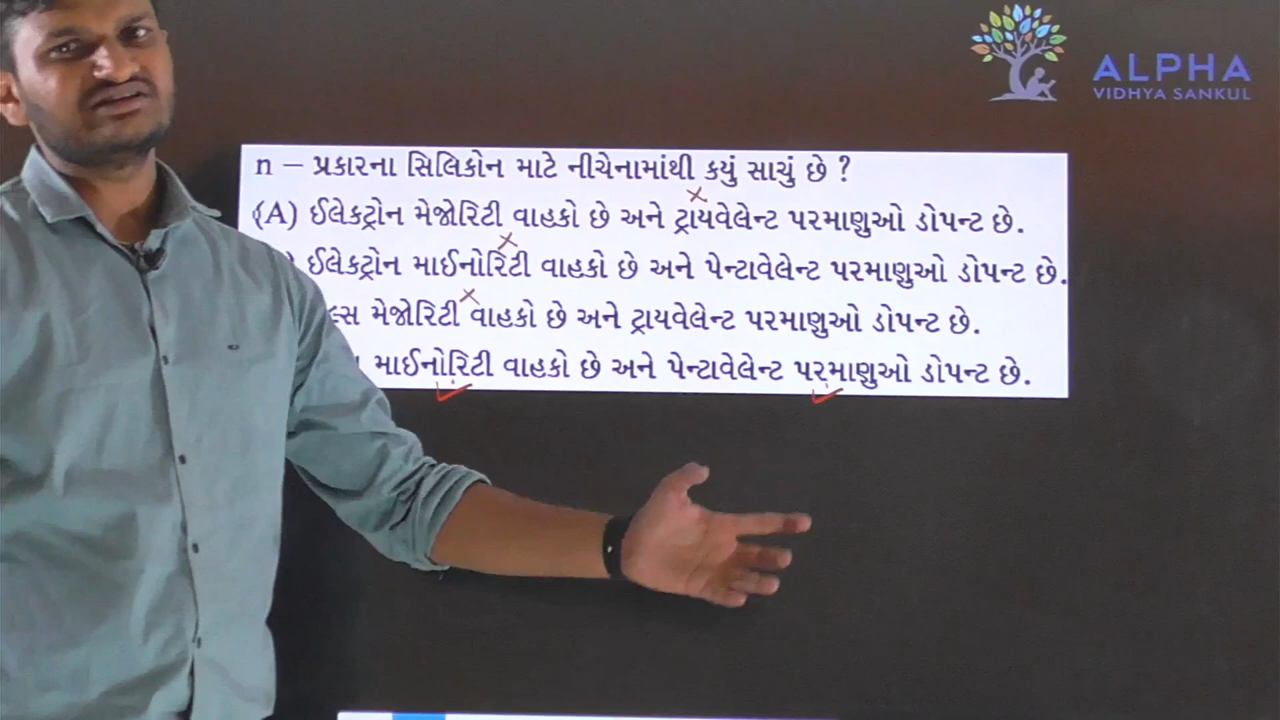 ALPHA
VIDHYA SANKUL
n – પ્રકારના સિલિકોન માટે નીચેનામાંથી કયું સાચું છે ?
(A) ઈલેક્ટ્રોન મેજોરિટી વાહકો છે અને ટ્રાયવેલેન્ટ પરમાણુઓ ડોપન્ટ છે.
ઈલેક્ટ્રોન માઈનોરિટી વાહકો છે અને પેન્ટાવેલેન્ટ પરમાણુઓ ડોપન્ટ છે.
મેજોરિટી વાહકો છે અને ટ્રાયવેલેન્ટ પરમાણુઓ ડોપન્ટ છે.
માઈનોરિટી વાહકો છે અને પેન્ટાવેલેન્ટ પરમાણુઓ ડોપન્ટ છે.